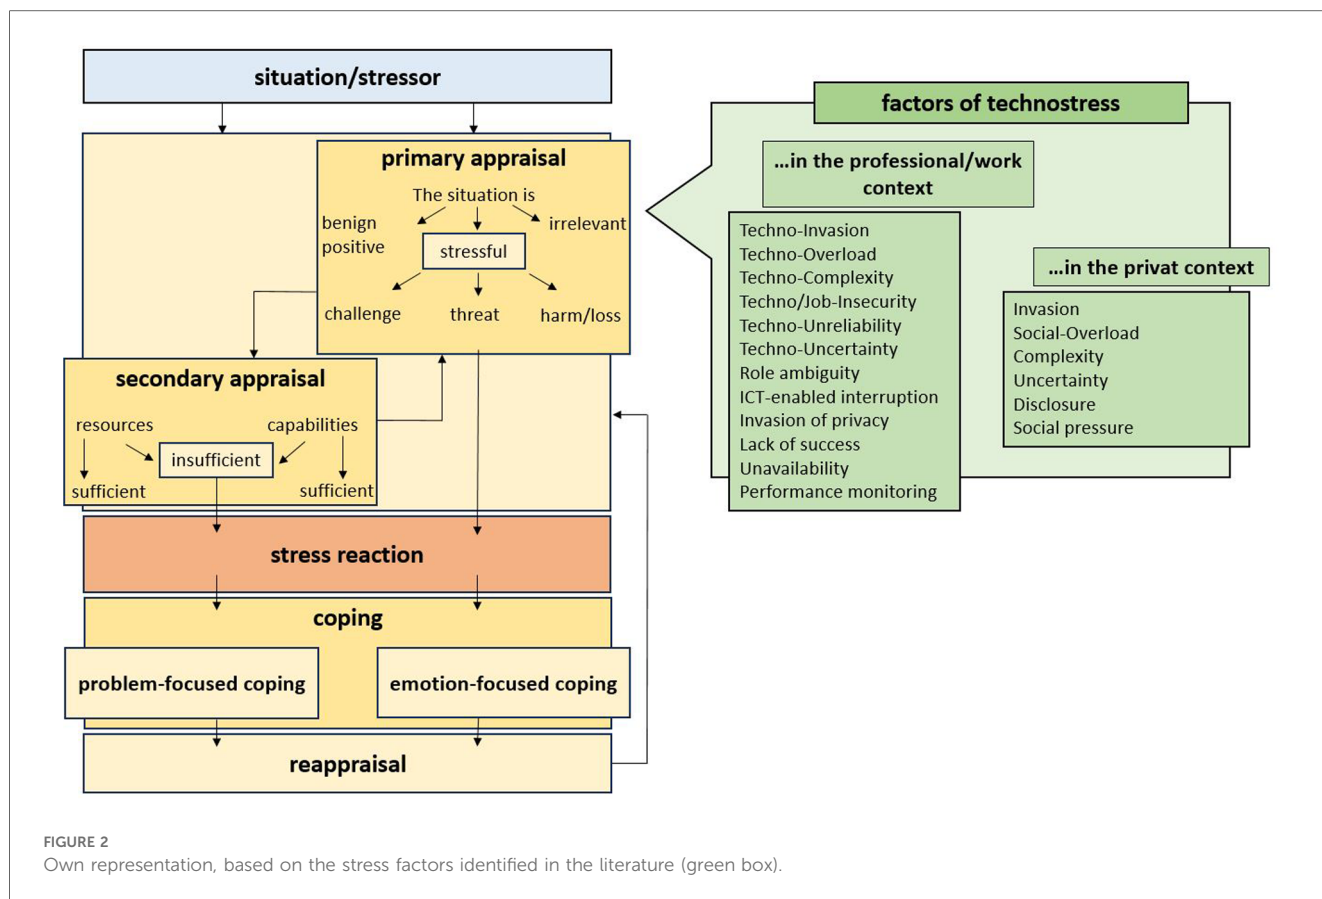 situation/stressor
primary appraisal
The situation is
benign
positive
irrelevant
stressful
challenge
threat
harm/loss
secondary appraisal
resources
capabilities
insufficient
sufficient
sufficient
stress reaction
coping
problem-focused coping
emotion-focused coping
reappraisal
factors of technostress
...in the professional/work
context
Techno-Invasion
Techno-Overload
Techno-Complexity
Techno/Job-Insecurity
Techno-Unreliability
Techno-Uncertainty
Role ambiguity
ICT-enabled interruption
Invasion of privacy
Lack of success
Unavailability
Performance monitoring
...in the privat context
Invasion
Social-Overload
Complexity
Uncertainty
Disclosure
Social pressure
FIGURE 2
Own representation, based on the stress factors identified in the literature (green box).